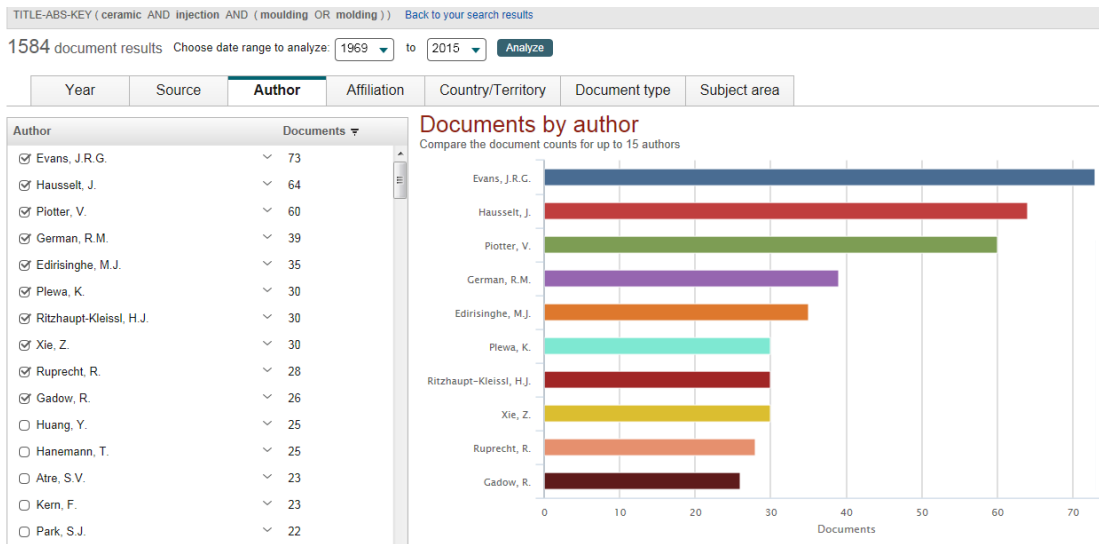 TITLE-ABS-KEY ( ceramic AND injection AND ( moulding OR molding ) ) Back to your search results
1584 document results Choose date range to analyze: 1969 to 2015 Analyze
Year Source Author Affiliation Country/Territory Document type Subject area
Author Documents
Evans, J.R.G. 73
Hausselt, J. 64
Piotter, V. 60
German, R.M. 39
Edirisinghe, M.J. 35
Plewa, K. 30
Ritzhaupt-Kleissl, H.J. 30
Xie, Z. 30
Ruprecht, R. 28
Gadow, R. 26
Huang, Y. 25
Hanemann, T. 25
Atre, S.V. 23
Kern, F. 23
Park, S.J. 22
Documents by author
Compare the document counts for up to 15 authors
Evans, J.R.G.
Hausselt, J.
Piotter, V.
German, R.M.
Edirisinghe, M.J.
Plewa, K.
Ritzhaupt-Kleissl, H.J.
Xie, Z.
Ruprecht, R.
Gadow, R.
0 10 20 30 40 50 60 70
Documents